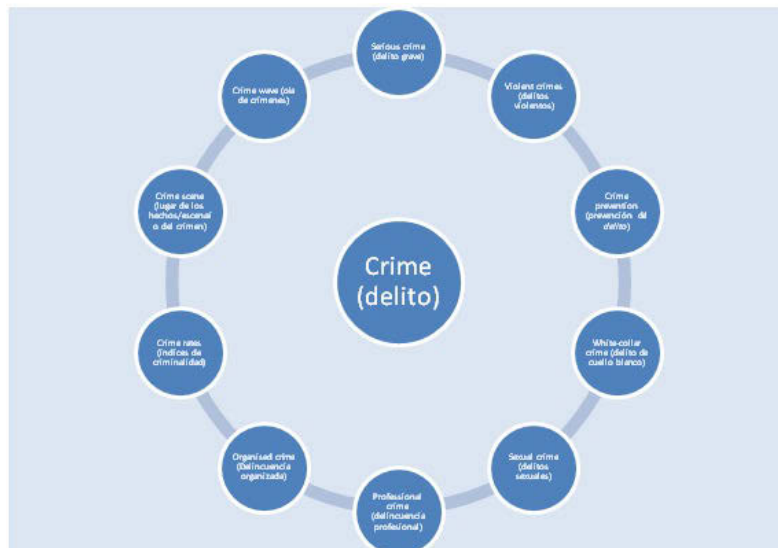 Serious crime
(delito grave)
Violent crimes
(delitos
violentos)
Crime
prevention
(prevención del
delito)
White-collar
crime (delito de
cuello blanco)
Sexual crime
(delitos
sexuales)
Professional
crime
(delincuencia
profesional)
Organised crime
(Delincuencia
organizada)
Crime rates
(índices de
criminalidad)
Crime scene
(lugar de los
hechos/escenari
o del crimen)
Crime wave (ola
de crímenes)
Crime
(delito)